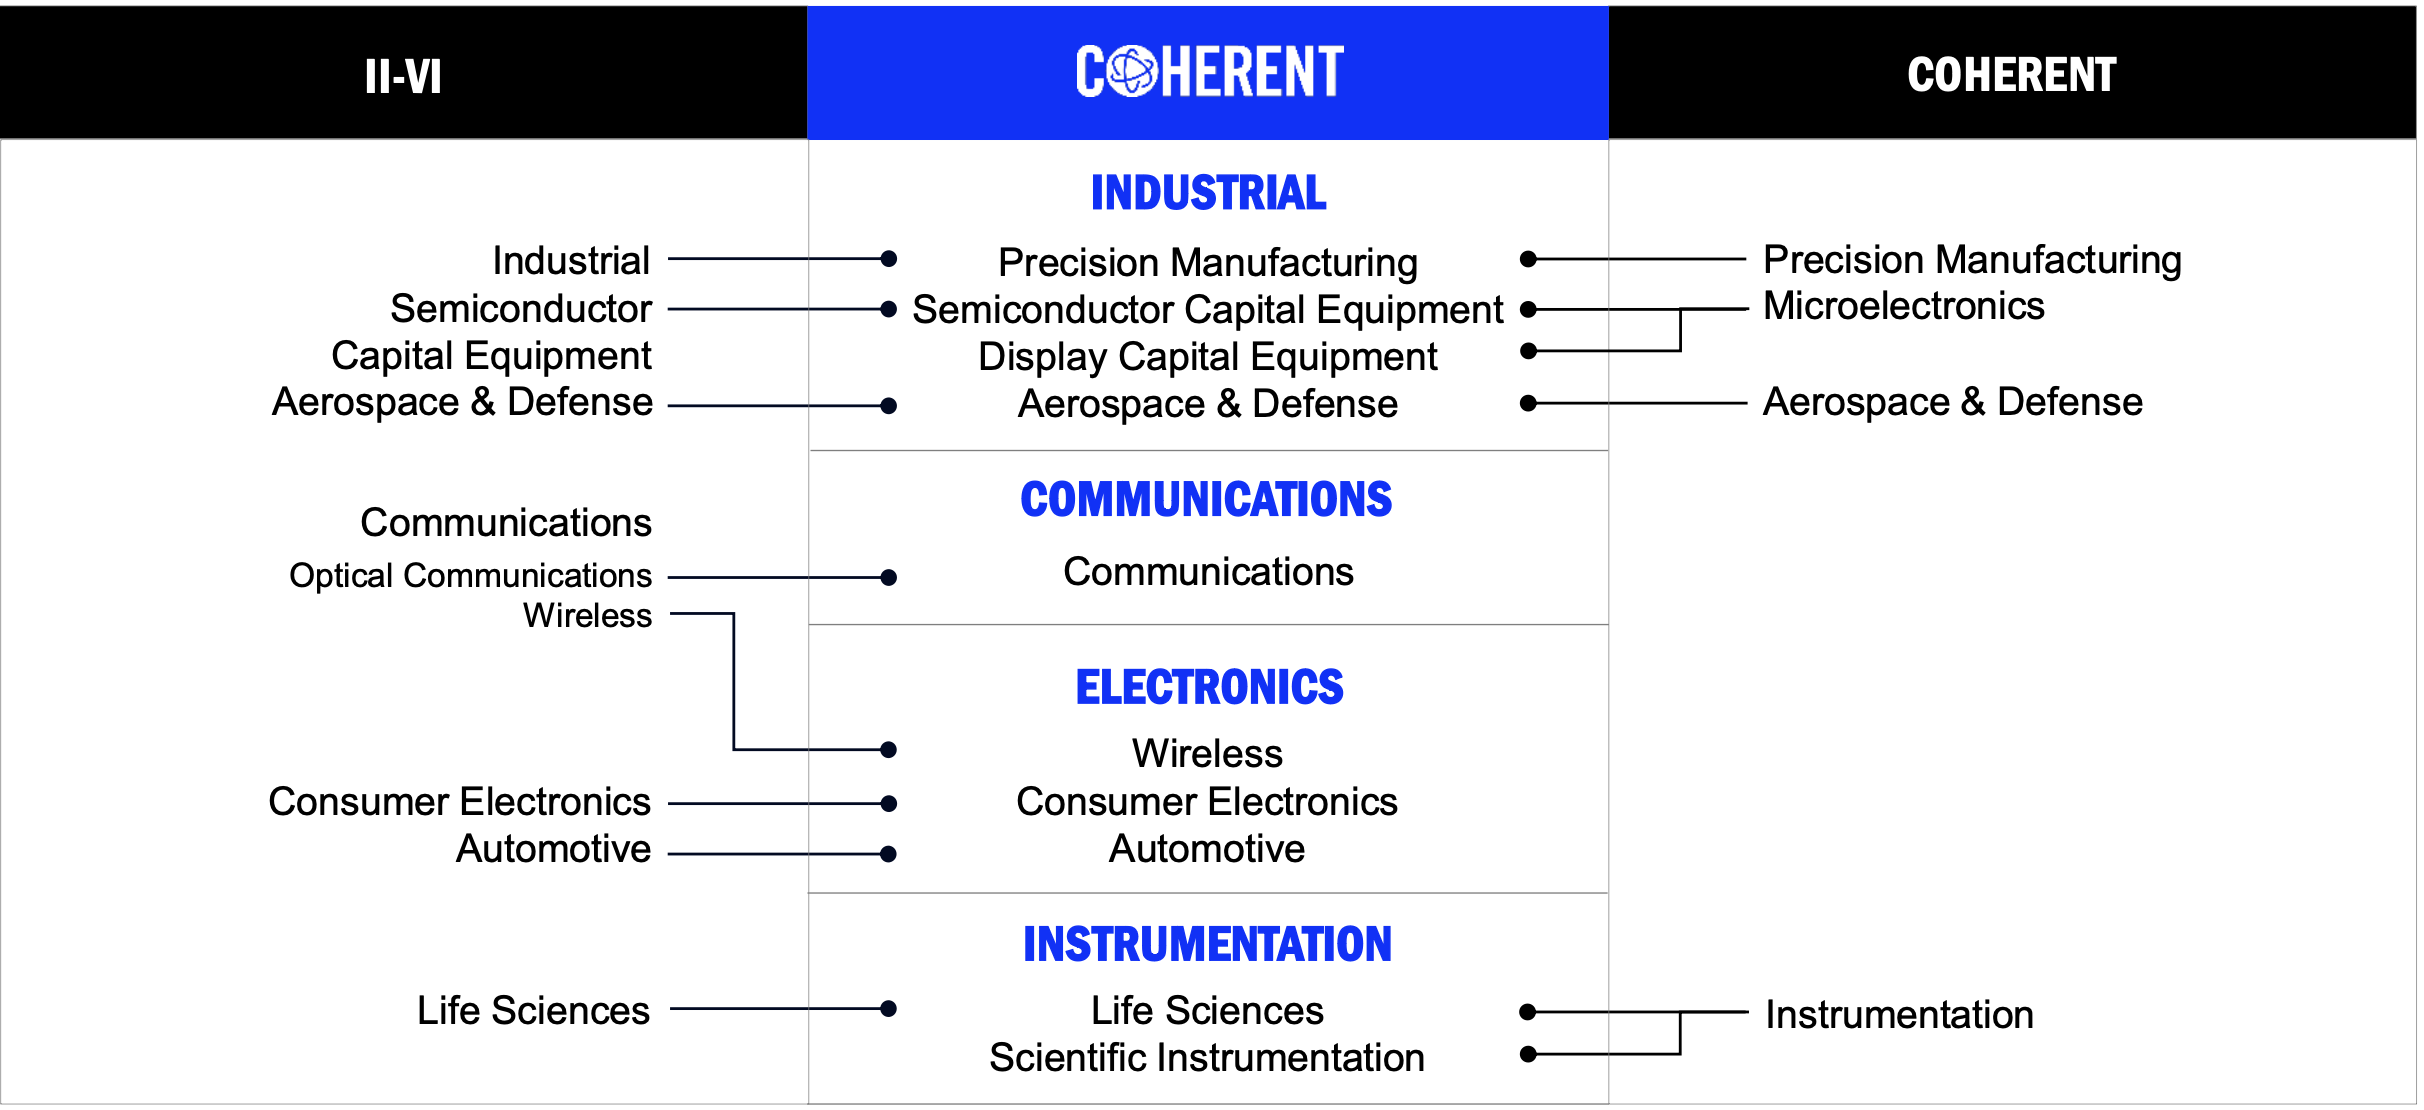 II-VI
COHERENT
COHERENT
Industrial
Semiconductor
Capital Equipment
Aerospace & Defense
Communications
Optical Communications
Wireless
Consumer Electronics
Automotive
Life Sciences
INDUSTRIAL
Precision Manufacturing
Semiconductor Capital Equipment
Display Capital Equipment
Aerospace & Defense
COMMUNICATIONS
Communications
ELECTRONICS
Wireless
Consumer Electronics
Automotive
INSTRUMENTATION
Life Sciences
Scientific Instrumentation
Precision Manufacturing
Microelectronics
Aerospace & Defense
Instrumentation